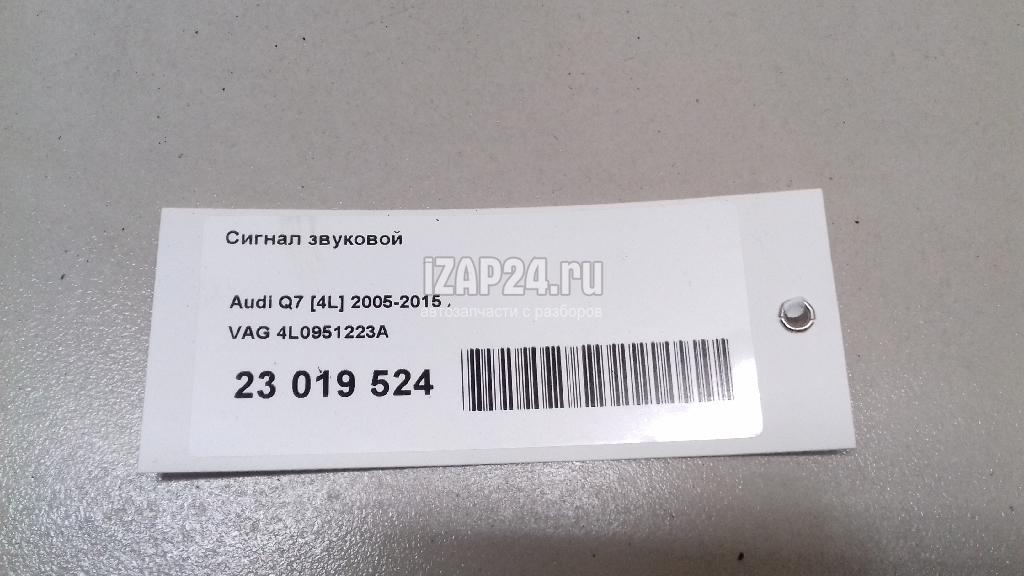 Сигнал звуковой
iZAP24.ru
Audi Q7 [4L] 2005-2015
автозапчасти с разборов
VAG 4L0951223A
23 019 524